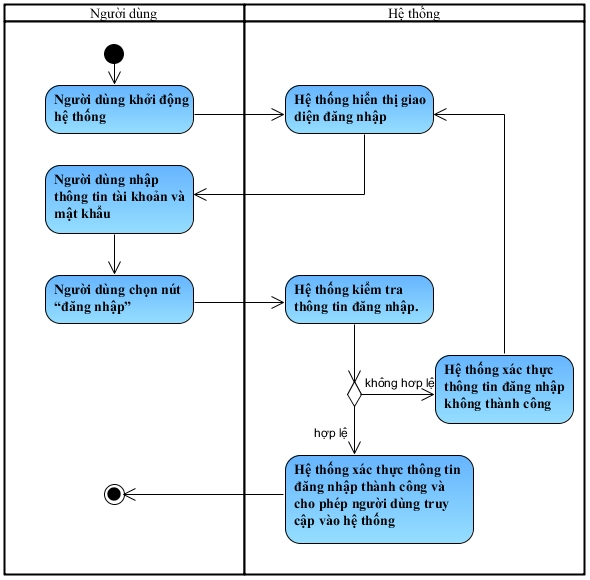 Người dùng
Hệ thống
Người dùng khởi động
hệ thống
Hệ thống hiển thị giao
diện đăng nhập
Người dùng nhập
thông tin tài khoản và
mật khẩu
Người dùng chọn nút
“đăng nhập”
Hệ thống kiểm tra
thông tin đăng nhập.
không hơp lệ
Hệ thống xác thực
thông tin đăng nhập
không thành công
hợp lệ
Hệ thống xác thực thông tin
đăng nhập thành công và
cho phép người dùng truy
cập vào hệ thống